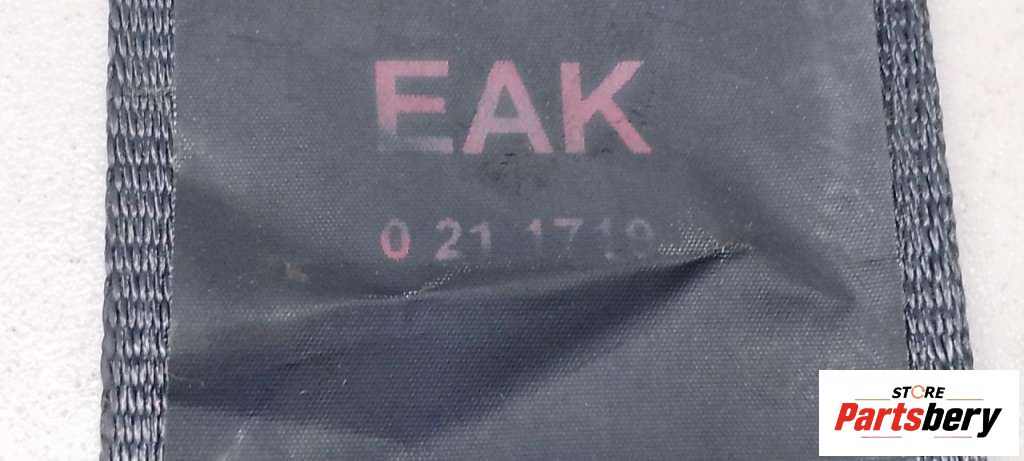 EAK
0 21 1719
STORE
Partsbery